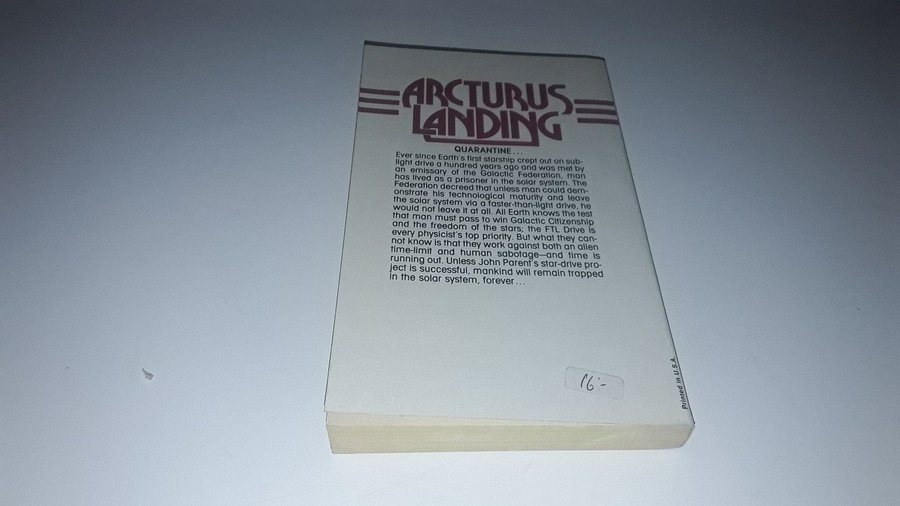 ARCTURUS
LANDING
QUARANTINE...
Ever since Earth's first starship crept out on sub-
light drive a hundred years ago and was met by
an emissary of the Galactic Federation, man
has lived as a prisoner in the solar system. The
Federation decreed that unless man could dem-
onstrate his technological maturity and leave
the solar system via a faster-than-light drive, he
would not leave it at all. All Earth knows the test
that man must pass to win Galactic Citizenship
and the freedom of the stars; the FTL Drive is
every physicist's top priority. But what they can-
not know is that they work against both an alien
time-limit and human sabotage—and time is
running out. Unless John Parent's star-drive pro-
ject is successful, mankind will remain trapped
in the solar system, forever...
16:-
Printed in U.S.A.